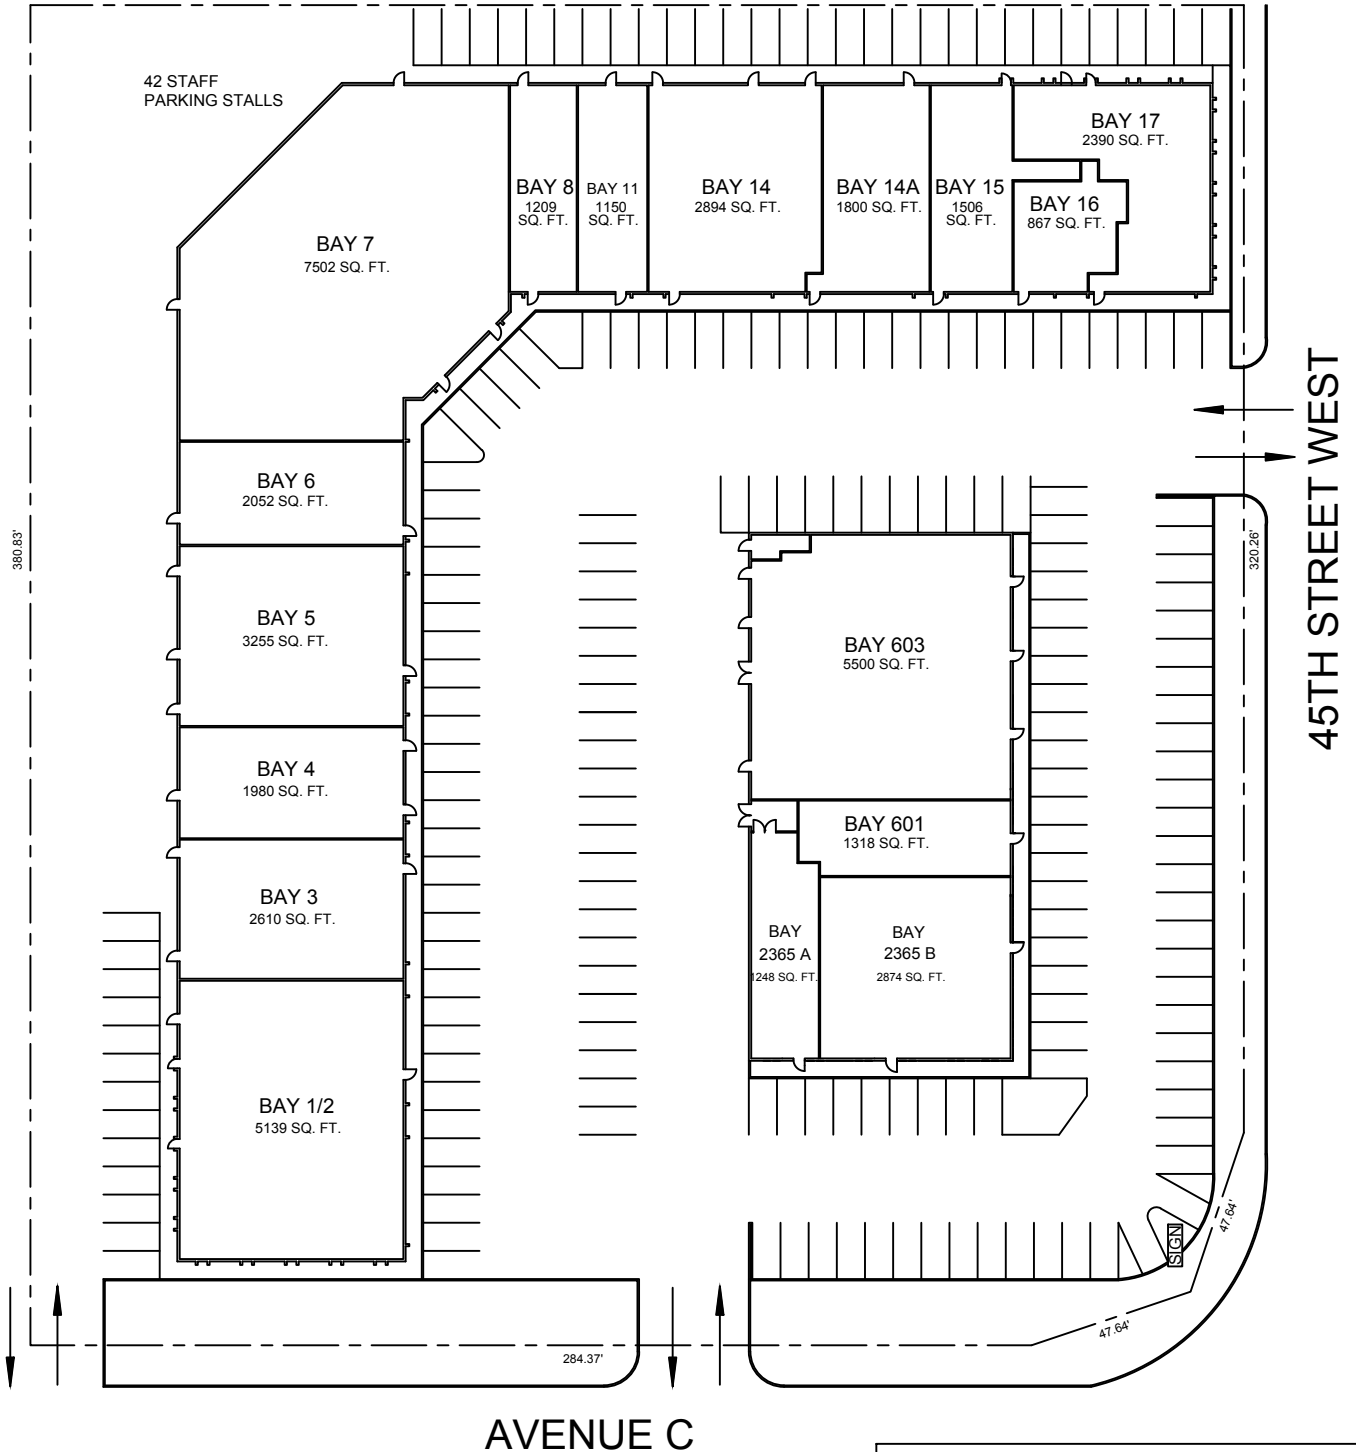 42 STAFF
PARKING STALLS
BAY 17
2390 SQ. FT.
BAY 8
1209
SQ. FT.
BAY 11
1150
SQ. FT.
BAY 14
2894 SQ. FT.
BAY 14A
1800 SQ. FT.
BAY 15
1506
SQ. FT.
BAY 16
867 SQ. FT.
BAY 7
7502 SQ. FT.
45TH STREET WEST
BAY 6
2052 SQ. FT.
380.83'
320.26'
BAY 5
3255 SQ. FT.
BAY 603
5500 SQ. FT.
BAY 4
1980 SQ. FT.
BAY 601
1318 SQ. FT.
BAY 3
2610 SQ. FT.
BAY
2365 A
1248 SQ. FT.
BAY
2365 B
2874 SQ. FT.
BAY 1/2
5139 SQ. FT.
47.64'
SIGN
47.64'
284.37'
AVENUE C